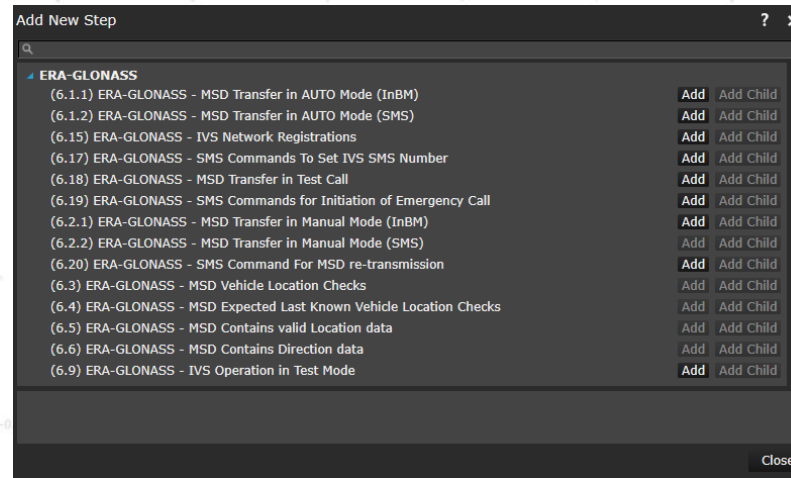 Add New Step ?
ERA-GLONASS
(6.1.1) ERA-GLONASS - MSD Transfer in AUTO Mode (InBM) Add Add Child
(6.1.2) ERA-GLONASS - MSD Transfer in AUTO Mode (SMS) Add Add Child
(6.15) ERA-GLONASS - IVS Network Registrations Add Add Child
(6.17) ERA-GLONASS - SMS Commands To Set IVS SMS Number Add Add Child
(6.18) ERA-GLONASS - MSD Transfer in Test Call Add Add Child
(6.19) ERA-GLONASS - SMS Commands for Initiation of Emergency Call Add Add Child
(6.2.1) ERA-GLONASS - MSD Transfer in Manual Mode (InBM) Add Add Child
(6.2.2) ERA-GLONASS - MSD Transfer in Manual Mode (SMS) Add Add Child
(6.20) ERA-GLONASS - SMS Command For MSD re-transmission Add Add Child
(6.3) ERA-GLONASS - MSD Vehicle Location Checks Add Add Child
(6.4) ERA-GLONASS - MSD Expected Last Known Vehicle Location Checks Add Add Child
(6.5) ERA-GLONASS - MSD Contains valid Location data Add Add Child
(6.6) ERA-GLONASS - MSD Contains Direction data Add Add Child
(6.9) ERA-GLONASS - IVS Operation in Test Mode Add Add Child
Close